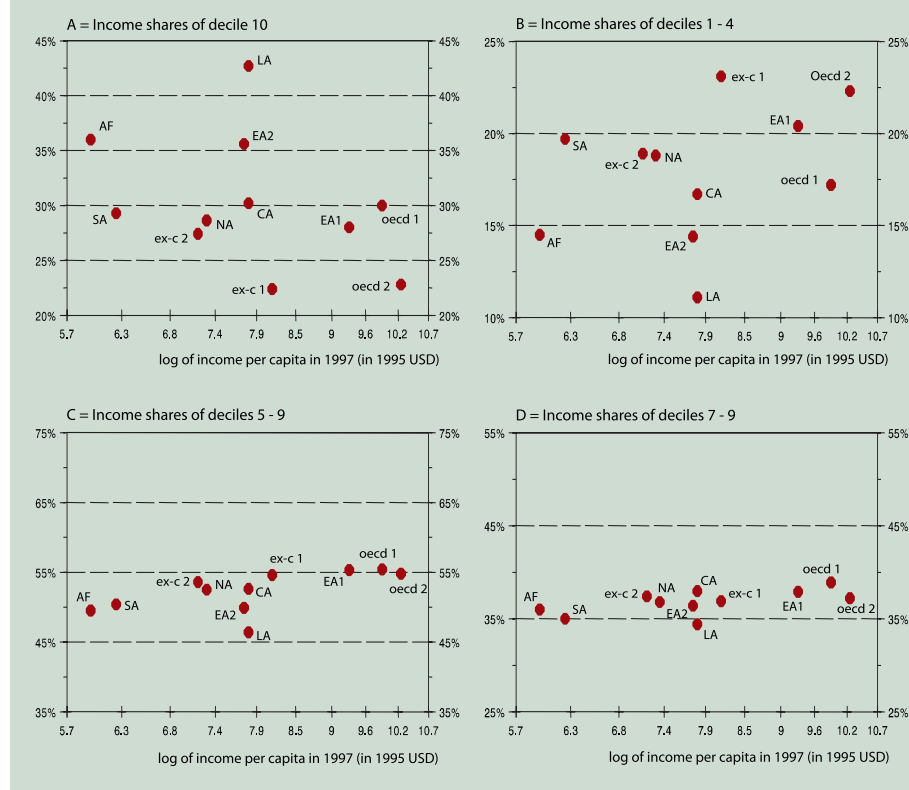 A = Income shares of decile 10
45% 45%
LA
40% 40%
AF
EA2
35% 35%
30% 30%
SA NA CA EA1 oecd 1
ex-c 2
25% 25%
ex-c 1 oecd 2
20% 20%
5.7 6.3 6.8 7.4 7.9 8.5 9 9.6 10.2 10.7
log of income per capita in 1997 (in 1995 USD)
B = Income shares of deciles 1 - 4
25% 25%
ex-c 1 Oecd 2
EA1
20% 20%
SA
ex-c 2 NA
oecd 1
CA
15% 15%
AF EA2
LA
10% 10%
5.7 6.3 6.8 7.4 7.9 8.5 9 9.6 10.2 10.7
log of income per capita in 1997 (in 1995 USD)
C = Income shares of deciles 5 - 9
75% 75%
65% 65%
ex-c 1 oecd 1
55% 55%
ex-c 2 NA EA1 oecd 2
AF SA CA
EA2
LA
45% 45%
35% 35%
5.7 6.3 6.8 7.4 7.9 8.5 9 9.6 10.2 10.7
log of income per capita in 1997 (in 1995 USD)
D = Income shares of deciles 7 - 9
55% 55%
45% 45%
CA oecd 1
AF SA ex-c 2 NA ex-c 1
EA2 EA1 oecd 2
35% 35%
LA
25% 25%
5.7 6.3 6.8 7.4 7.9 8.5 9 9.6 10.2 10.7
log of income per capita in 1997 (in 1995 USD)